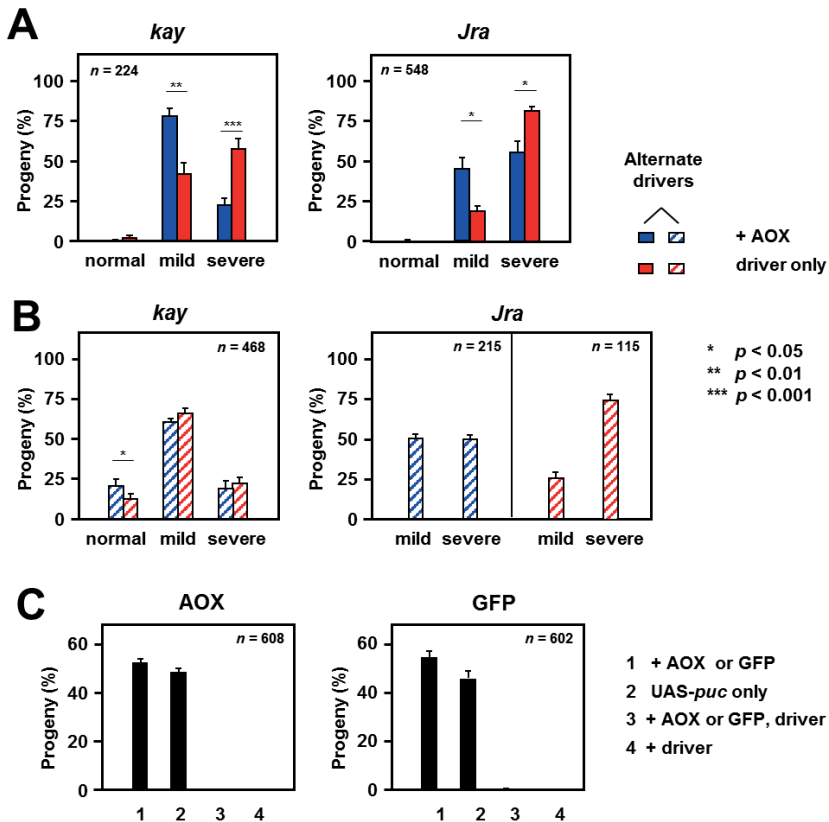 A
kay
Jra
Progeny (%)
100
75
50
25
0
n = 224
**
***
normal mild severe
Progeny (%)
100
75
50
25
0
n = 548
*
*
normal mild severe
Alternate
drivers
+ AOX
driver only
B
kay
Jra
Progeny (%)
100
75
50
25
0
n = 468
*
normal mild severe
Progeny (%)
100
75
50
25
0
n = 215
n = 115
mild severe mild severe
* p < 0.05
** p < 0.01
*** p < 0.001
C
AOX
GFP
Progeny (%)
60
40
20
0
n = 608
1 2 3 4
Progeny (%)
60
40
20
0
n = 602
1 2 3 4
1 + AOX or GFP
2 UAS-puc only
3 + AOX or GFP, driver
4 + driver